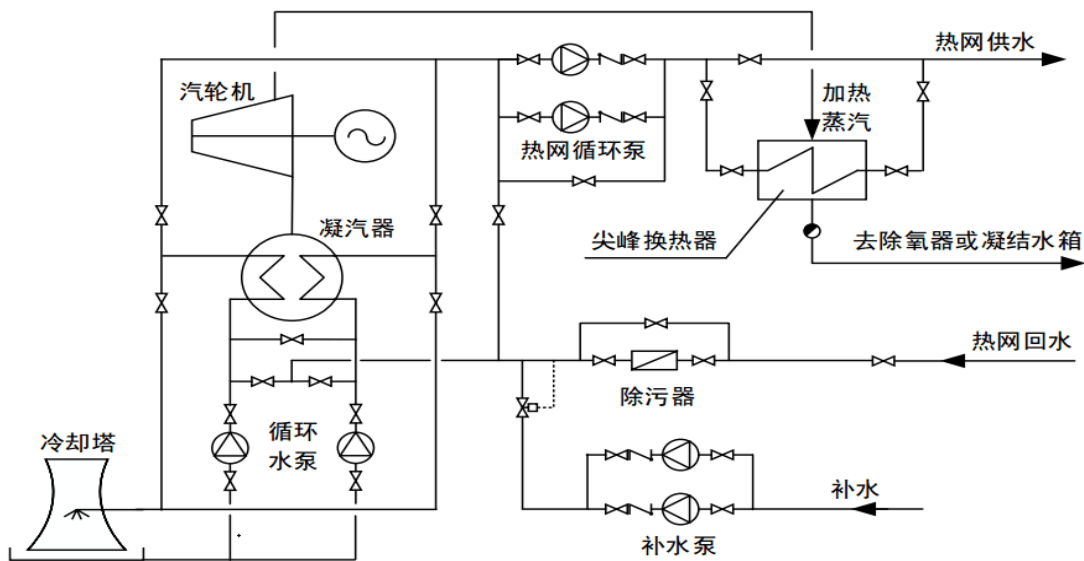 热网供水
汽轮机
加热
蒸汽
热网循环泵
凝汽器
尖峰换热器
去除氧器或凝结水箱
热网回水
除污器
循环
水泵
冷却塔
补水
补水泵